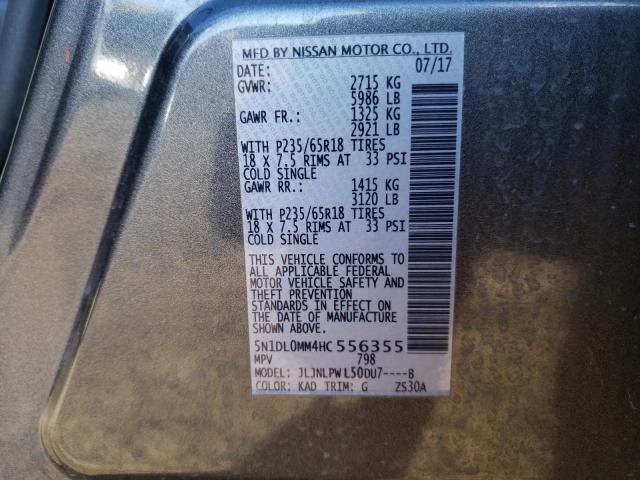 MFD BY NISSAN MOTOR CO., LTD.
DATE: 07/17
GVWR: 2715 KG
5986 LB
GAWR FR.: 1325 KG
2921 LB
WITH P235/65R18 TIRES
18 X 7.5 RIMS AT 33 PSI
COLD SINGLE
GAWR RR.: 1415 KG
3120 LB
WITH P235/65R18 TIRES
18 X 7.5 RIMS AT 33 PSI
COLD SINGLE
THIS VEHICLE CONFORMS TO
ALL APPLICABLE FEDERAL
MOTOR VEHICLE SAFETY AND
THEFT PREVENTION
STANDARDS IN EFFECT ON
THE DATE OF MANUFACTURE
SHOWN ABOVE.
5N1DL0MM4HC 556355
MPV 798
MODEL: JLJNLPW L50DU7----B
COLOR: KAD TRIM: G ZS30A